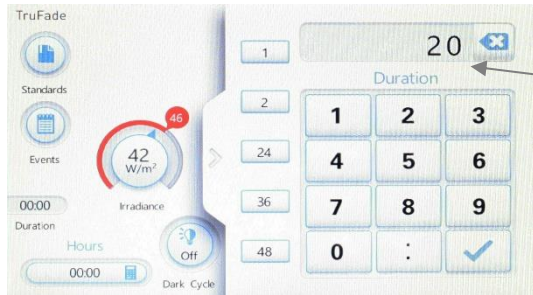 TruFade
Standards
Events
46
42
W/m²
Irradiance
00:00
Duration
Hours
00:00
Off
Dark Cycle
20
Duration
1
2
24
36
48
1 2 3
4 5 6
7 8 9
0 :